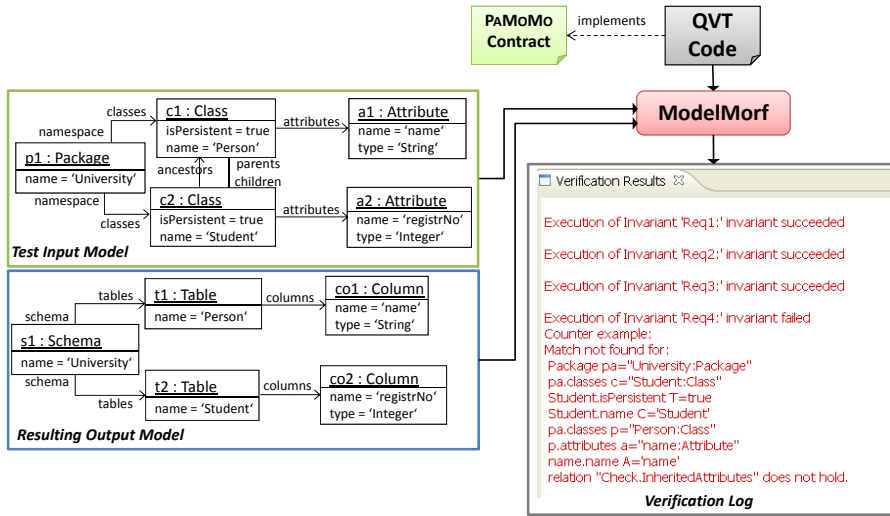 PAMOMO
Contract
implements
QVT
Code
ModelMorf
classes
namespace
p1 : Package
name = ‘University‘
namespace
classes
c1 : Class
isPersistent = true
name = ‘Person‘
ancestors
parents
children
c2 : Class
isPersistent = true
name = ‘Student‘
attributes
a1 : Attribute
name = ‘name‘
type = ‘String‘
attributes
a2 : Attribute
name = ‘registrNo‘
type = ‘Integer‘
Test Input Model
tables
schema
s1 : Schema
name = ‘University‘
schema
tables
t1 : Table
name = ‘Person‘
columns
co1 : Column
name = ‘name‘
type = ‘String‘
t2 : Table
name = ‘Student‘
columns
co2 : Column
name = ‘registrNo‘
type = ‘Integer‘
Resulting Output Model
Verification Results
Execution of Invariant 'Req1:' invariant succeeded
Execution of Invariant 'Req2:' invariant succeeded
Execution of Invariant 'Req3:' invariant succeeded
Execution of Invariant 'Req4:' invariant failed
Counter example:
Match not found for:
Package pa="University:Package"
pa.classes c="Student:Class"
Student.isPersistent T=true
Student.name C='Student'
pa.classes p="Person:Class"
p.attributes a="name:Attribute"
name.name A='name'
relation "Check.InheritedAttributes" does not hold.
Verification Log